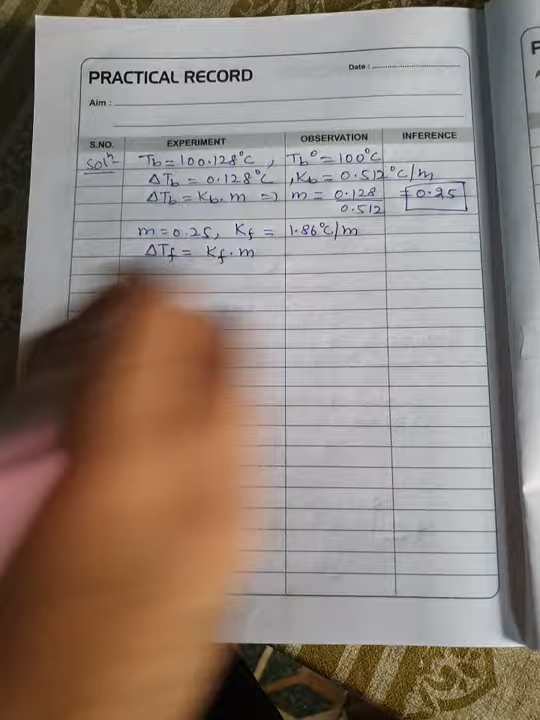 PRACTICAL RECORD
Date :
Aim :
S.NO. EXPERIMENT OBSERVATION INFERENCE
Solⁿ Tb = 100.128°C , Tb° = 100°C
ΔTb = 0.128°C , Kb = 0.512°C/m
ΔTb = Kb.m => m = 0.128 = 0.25
0.512
m = 0.25, Kf = 1.86°C/m
ΔTf = Kf.m